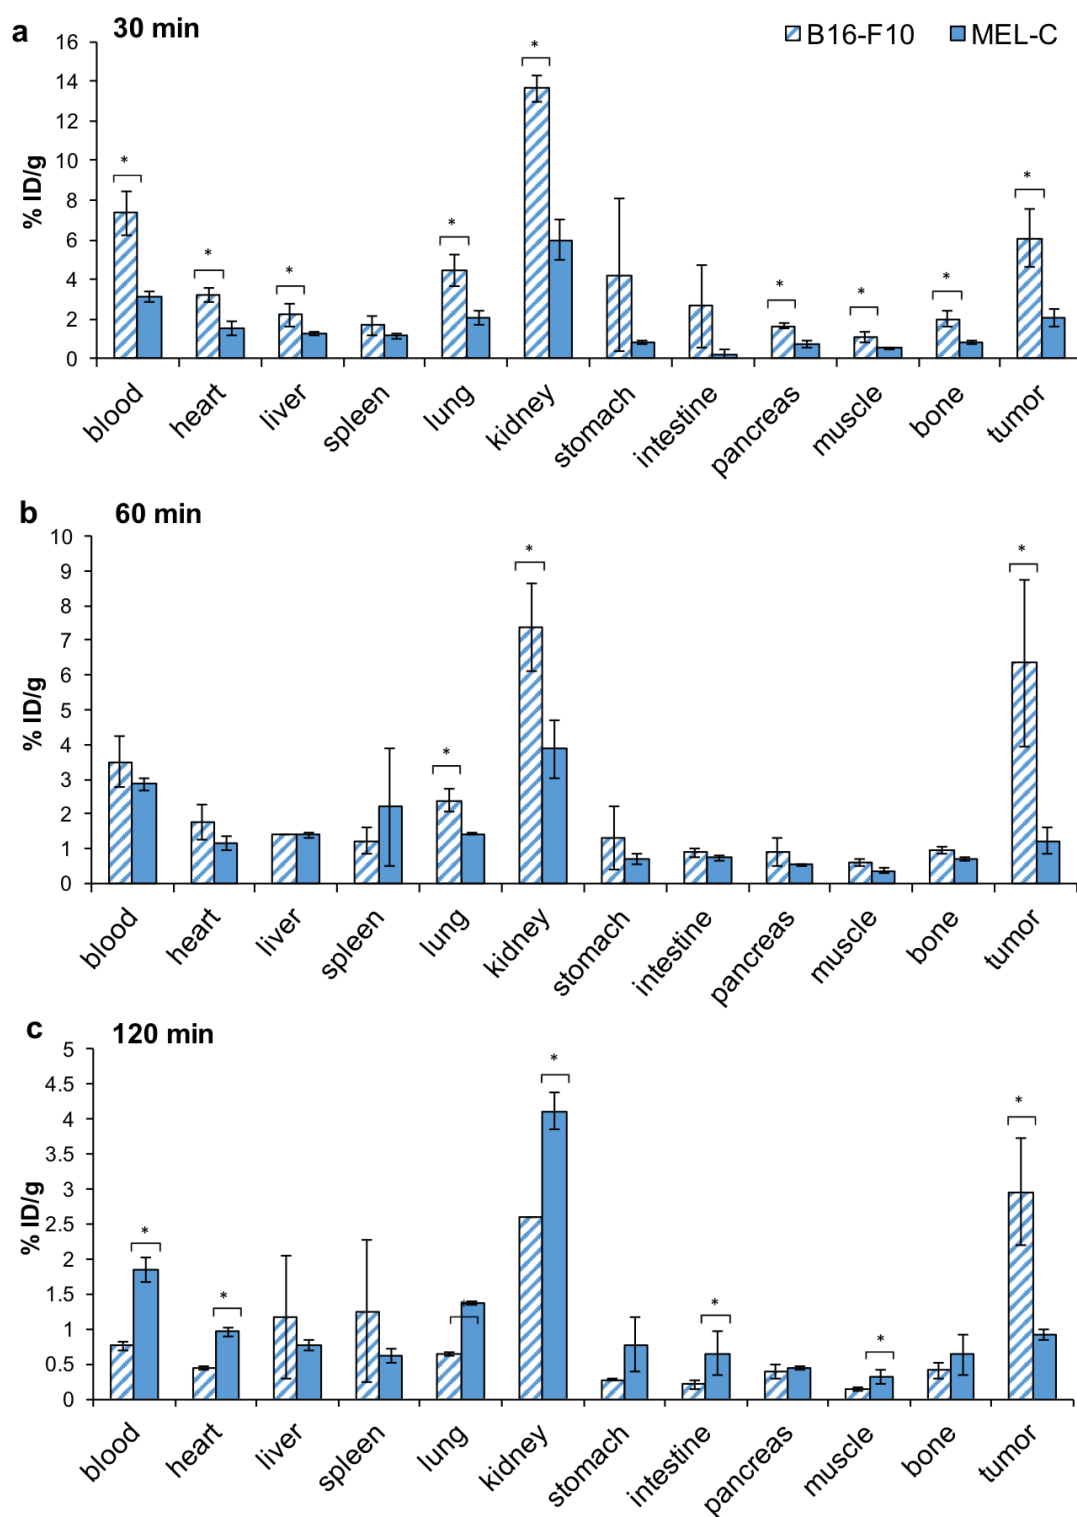 a 30 min
B16-F10 MEL-C
% ID/g
16
14
12
10
8
6
4
2
0
* * * * * * * * *
blood heart liver spleen lung kidney stomach intestine pancreas muscle bone tumor
b 60 min
% ID/g
10
9
8
7
6
5
4
3
2
1
0
* * *
blood heart liver spleen lung kidney stomach intestine pancreas muscle bone tumor
c 120 min
% ID/g
5
4.5
4
3.5
3
2.5
2
1.5
1
0.5
0
* * * * * * *
blood heart liver spleen lung kidney stomach intestine pancreas muscle bone tumor